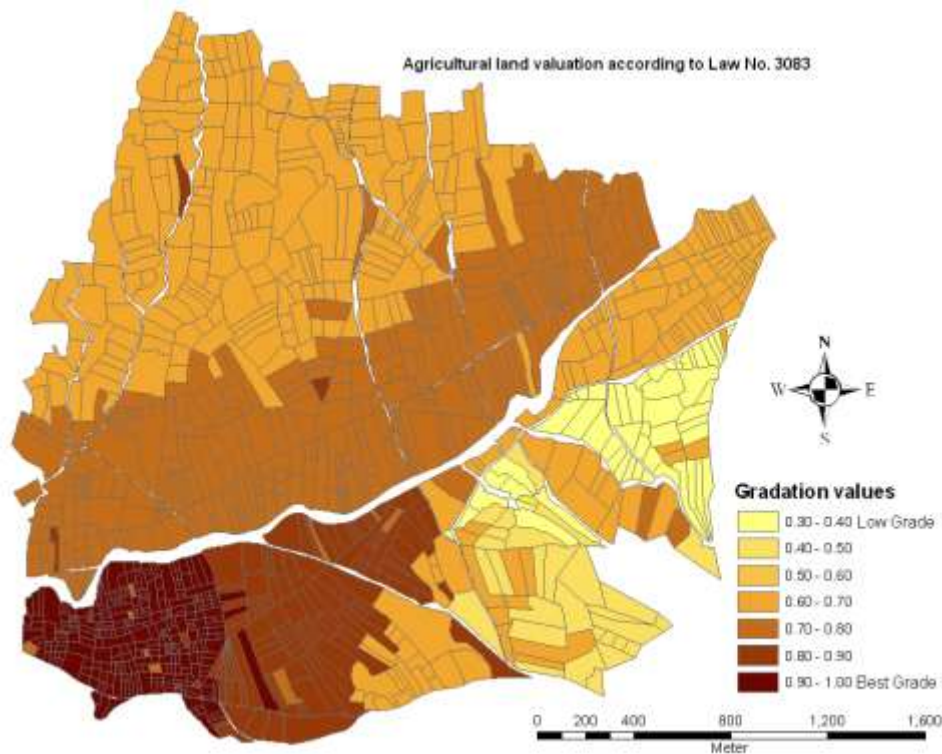 Agricultural land valuation according to Law No. 3083
N
W E
S
Gradation values
0.30 - 0.40 Low Grade
0.40 - 0.50
0.50 - 0.60
0.60 - 0.70
0.70 - 0.80
0.80 - 0.90
0.90 - 1.00 Best Grade
0 200 400 800 1,200 1,600
Meter